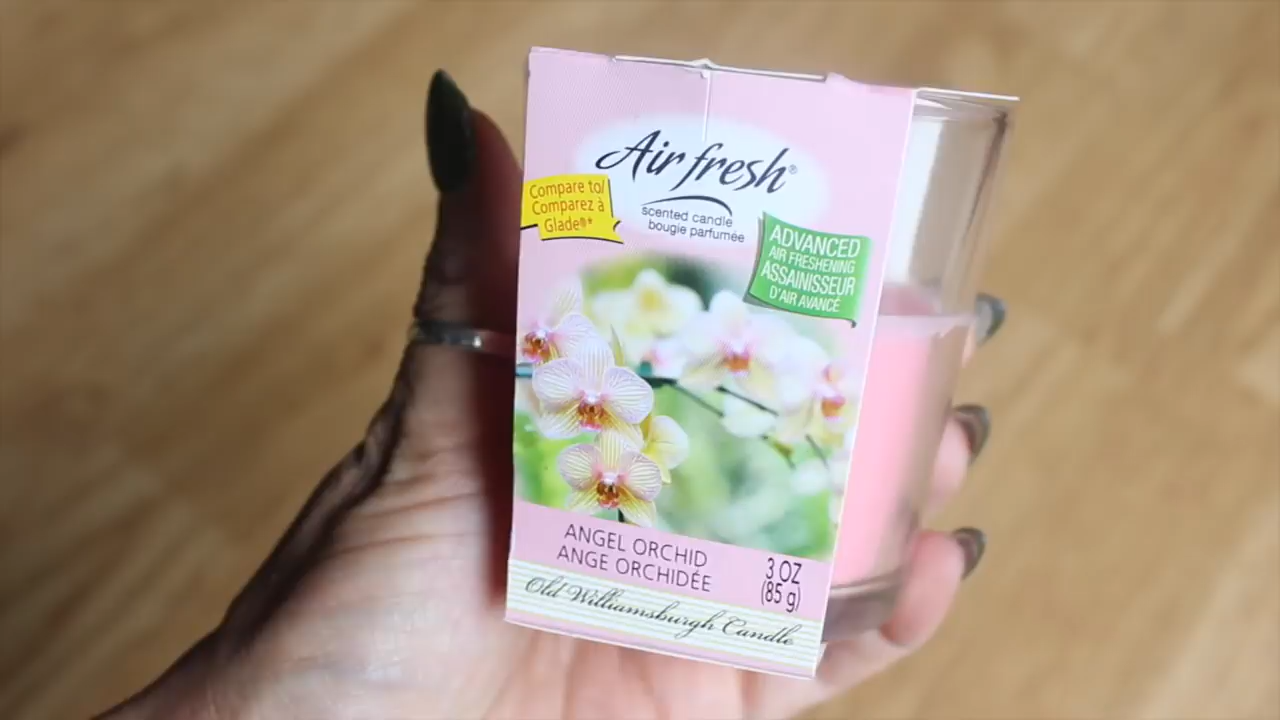 Air fresh®
Compare to/
Comparez à
Glade®*
scented candle
bougie parfumée
ADVANCED
AIR FRESHENING
ASSAINISSEUR
D'AIR AVANCÉ
ANGEL ORCHID
ANGE ORCHIDÉE
3 OZ
(85 g)
Old Williamsburgh Candle